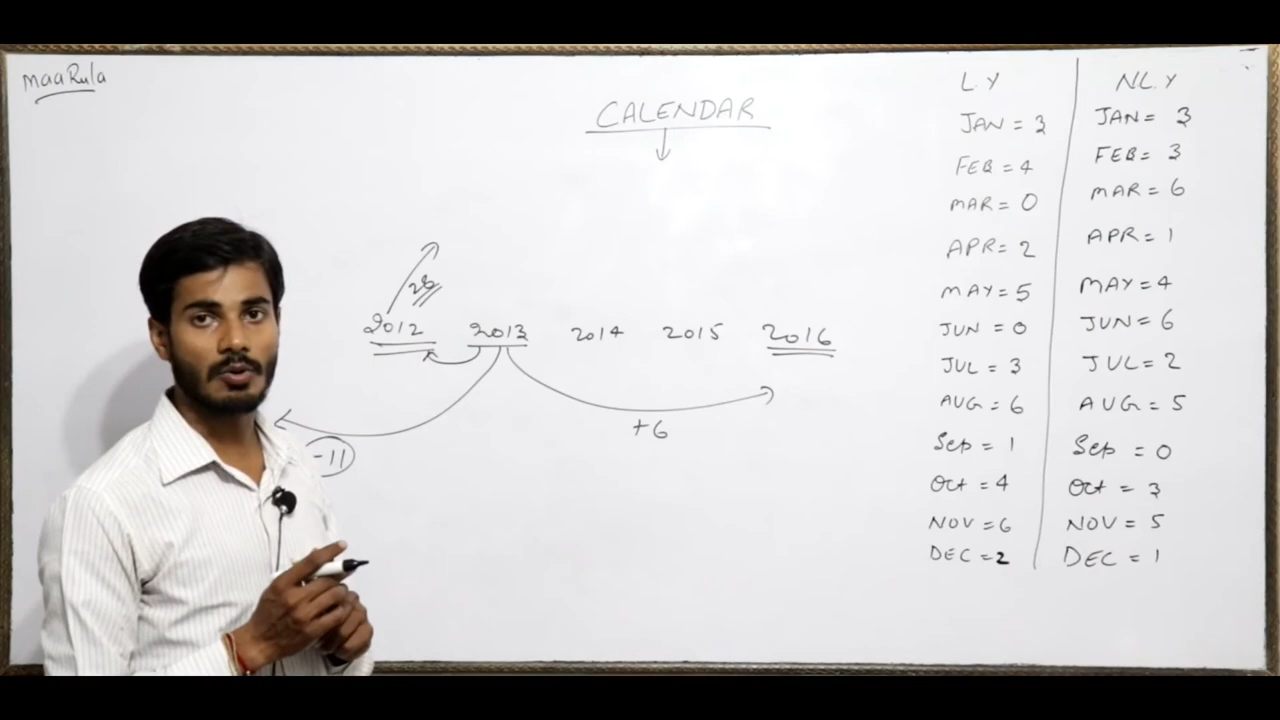 maaRula
CALENDAR
28
2012 2013 2014 2015 2016
+6
-11
L.Y NL.Y
JAN = 3 JAN = 3
FEB = 4 FEB = 3
MAR = 0 MAR = 6
APR = 2 APR = 1
MAY = 5 MAY = 4
JUN = 0 JUN = 6
JUL = 3 JUL = 2
AUG = 6 AUG = 5
Sep = 1 Sep = 0
Oct = 4 Oct = 3
NOV = 6 NOV = 5
DEC = 2 DEC = 1